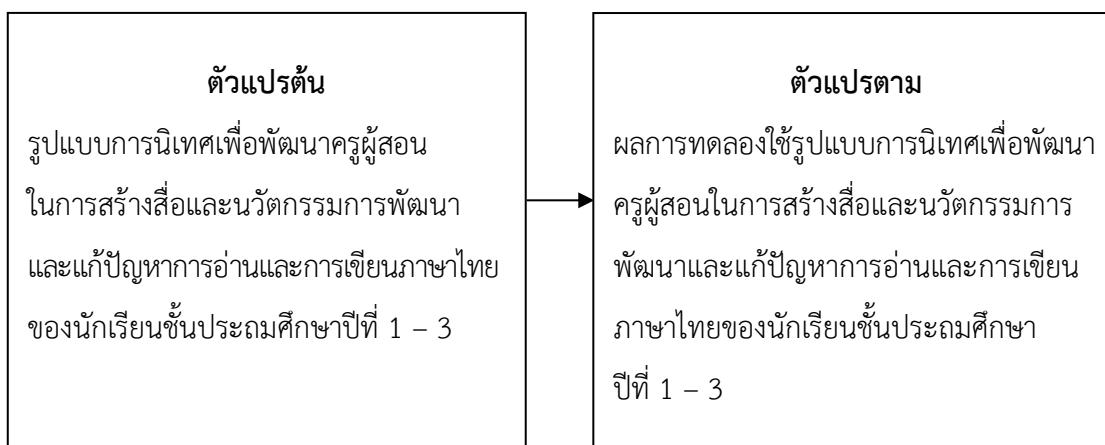 ตัวแปรต้น
รูปแบบการนิเทศเพื่อพัฒนาครูผู้สอน
ในการสร้างสื่อและนวัตกรรมการพัฒนา
และแก้ปัญหาการอ่านและการเขียนภาษาไทย
ของนักเรียนชั้นประถมศึกษาปีที่ 1 – 3
ตัวแปรตาม
ผลการทดลองใช้รูปแบบการนิเทศเพื่อพัฒนา
ครูผู้สอนในการสร้างสื่อและนวัตกรรมการ
พัฒนาและแก้ปัญหาการอ่านและการเขียน
ภาษาไทยของนักเรียนชั้นประถมศึกษา
ปีที่ 1 – 3